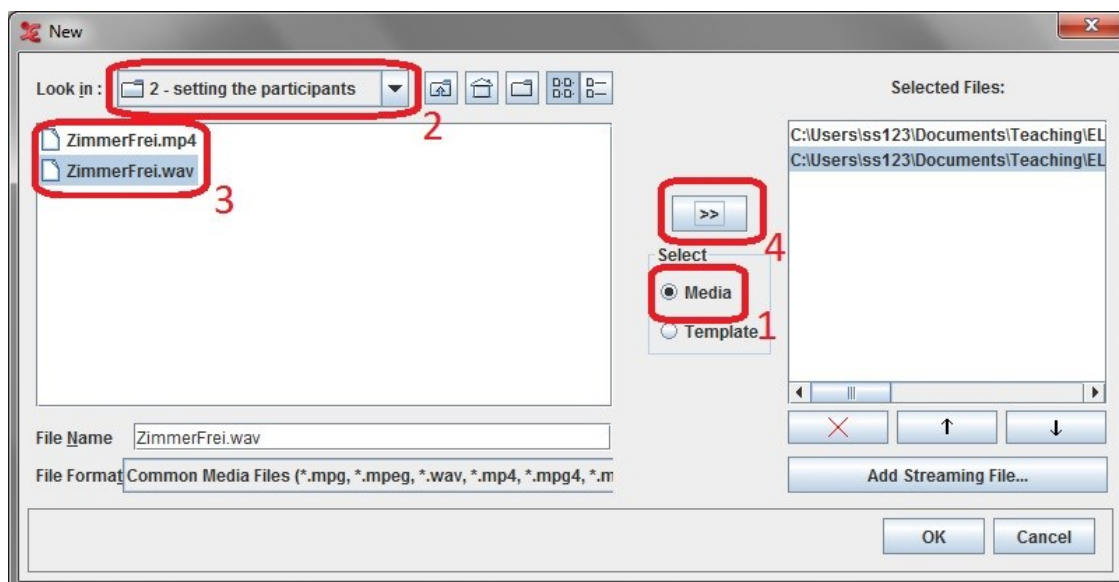 New
Look in : 2 - setting the participants
2
Selected Files:
ZimmerFrei.mp4
ZimmerFrei.wav
3
C:\Users\ss123\Documents\Teaching\EL
C:\Users\ss123\Documents\Teaching\EL
>>
4
Select
Media
1
Template
File Name ZimmerFrei.wav
File Format Common Media Files (*.mpg, *.mpeg, *.wav, *.mp4, *.mpg4, *.m
Add Streaming File...
OK Cancel